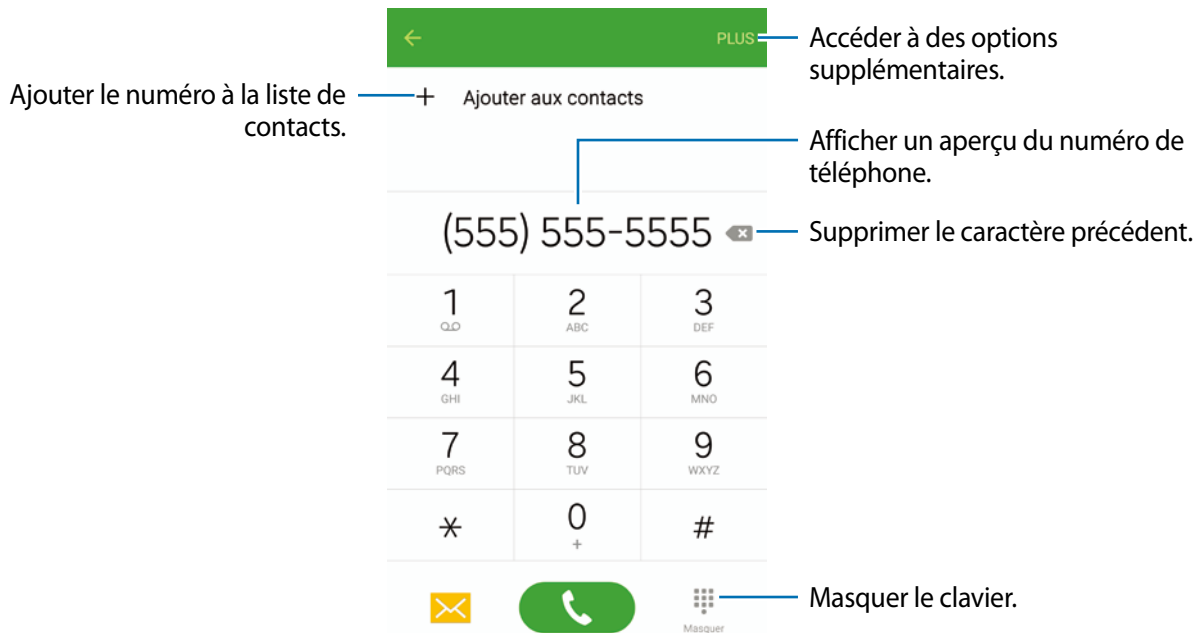 PLUS
Accéder à des options
supplémentaires.
Ajouter le numéro à la liste de
contacts.
Ajouter aux contacts
Afficher un aperçu du numéro de
téléphone.
(555) 555-5555
Supprimer le caractère précédent.
1 2 3
ABC DEF
4 5 6
GHI JKL MNO
7 8 9
PQRS TUV WXYZ
* 0 #
+
Masquer le clavier.
Masquer